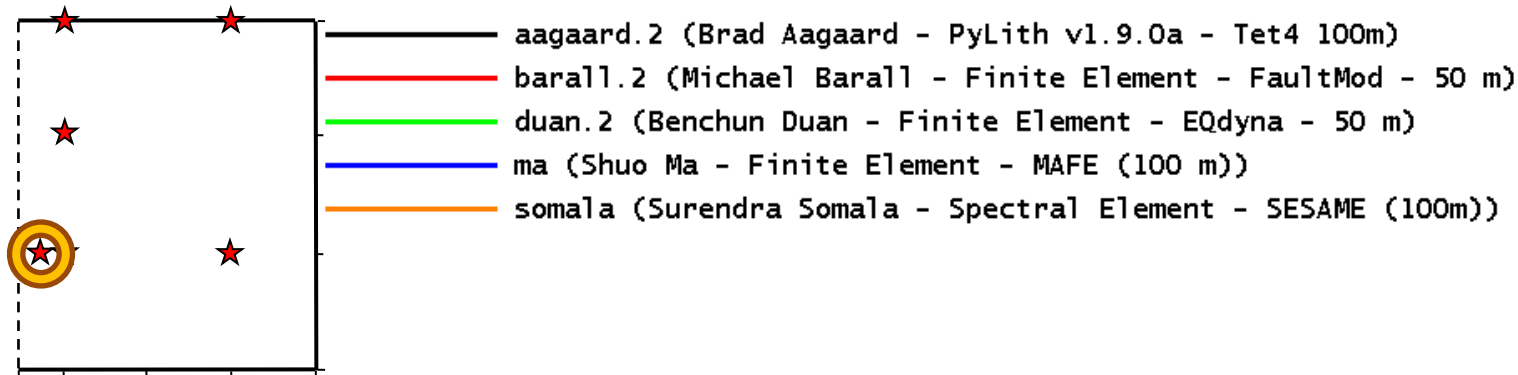 aagaard.2 (Brad Aagaard - PyLith v1.9.0a - Tet4 100m)
barall.2 (Michael Barall - Finite Element - FaultMod - 50 m)
duan.2 (Benchun Duan - Finite Element - EQdyna - 50 m)
ma (Shuo Ma - Finite Element - MAFE (100 m))
somala (Surendra Somala - Spectral Element - SESAME (100m))